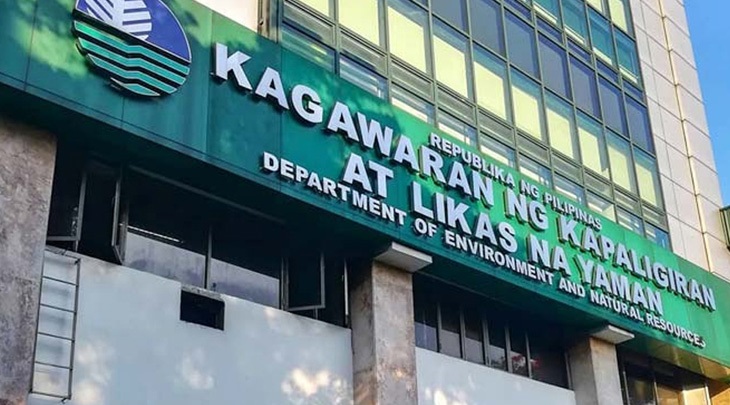 REPUBLIKA NG PILIPINAS
KAGAWARAN NG KAPALIGIRAN
AT LIKAS NA YAMAN
DEPARTMENT OF ENVIRONMENT AND NATURAL RESOURCES